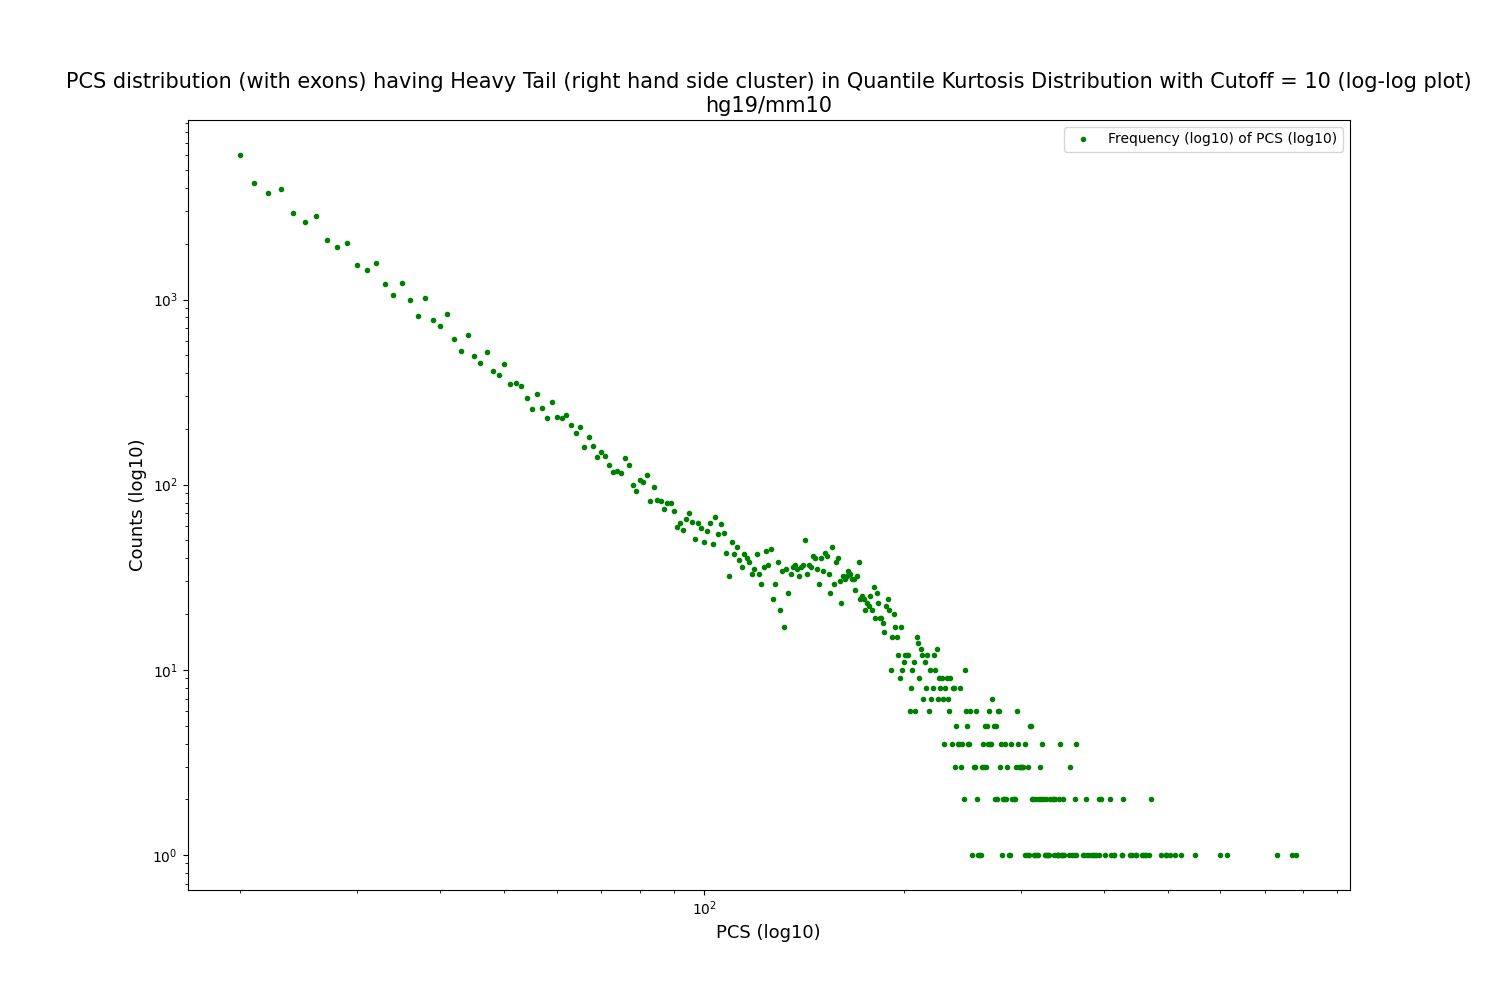 PCS distribution (with exons) having Heavy Tail (right hand side cluster) in Quantile Kurtosis Distribution with Cutoff = 10 (log-log plot)
hg19/mm10
Frequency (log10) of PCS (log10)
10³
10²
10¹
10⁰
Counts (log10)
10²
PCS (log10)